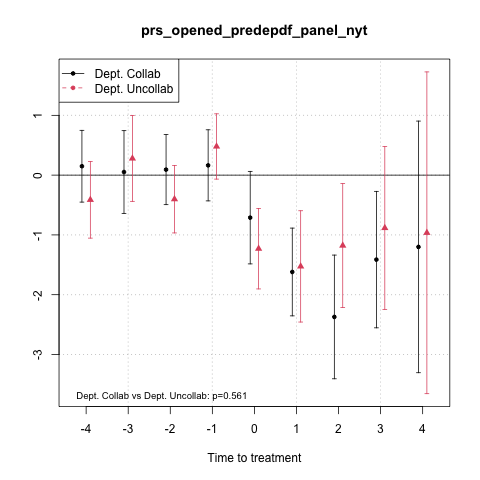 prs_opened_predepdf_panel_nyt
Dept. Collab
Dept. Uncollab
1
0
-1
-2
-3
Dept. Collab vs Dept. Uncollab: p=0.561
-4 -3 -2 -1 0 1 2 3 4
Time to treatment